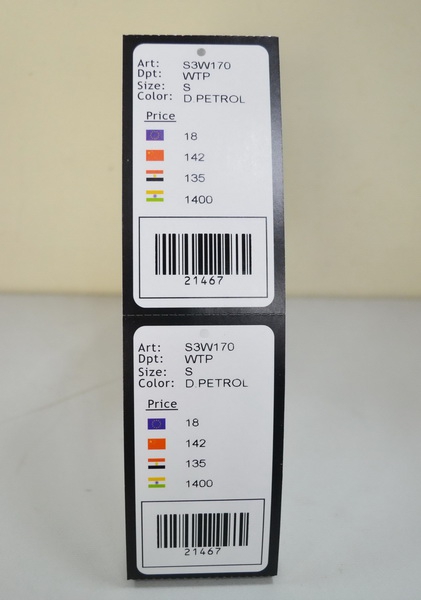 Art: S3W170
Dpt: WTP
Size: S
Color: D.PETROL
Price
18
142
135
1400
21467
Art: S3W170
Dpt: WTP
Size: S
Color: D.PETROL
Price
18
142
135
1400
21467